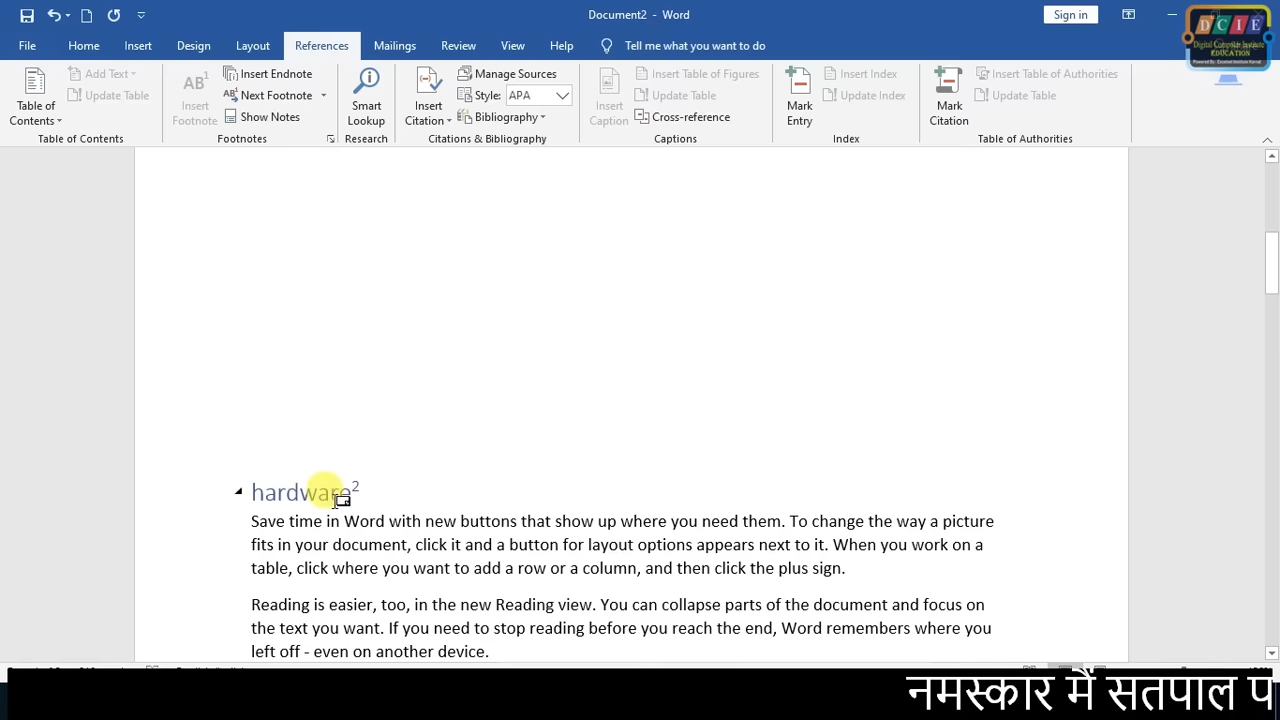 Document2 - Word
Sign in
File Home Insert Design Layout References Mailings Review View Help Tell me what you want to do
DCIE
Digital Computer Institute
EDUCATION
Table of Contents
Add Text
Update Table
Table of Contents
AB1
Insert Footnote
Insert Endnote
Next Footnote
Show Notes
Footnotes
Smart Lookup
Research
Insert Citation
Manage Sources
Style: APA
Bibliography
Citations & Bibliography
Insert Caption
Insert Table of Figures
Update Table
Cross-reference
Captions
Mark Entry
Insert Index
Update Index
Index
Mark Citation
Insert Table of Authorities
Update Table
Table of Authorities
hardware2
Save time in Word with new buttons that show up where you need them. To change the way a picture
fits in your document, click it and a button for layout options appears next to it. When you work on a
table, click where you want to add a row or a column, and then click the plus sign.
Reading is easier, too, in the new Reading view. You can collapse parts of the document and focus on
the text you want. If you need to stop reading before you reach the end, Word remembers where you
left off - even on another device.
नमस्कार मैं सतपाल प